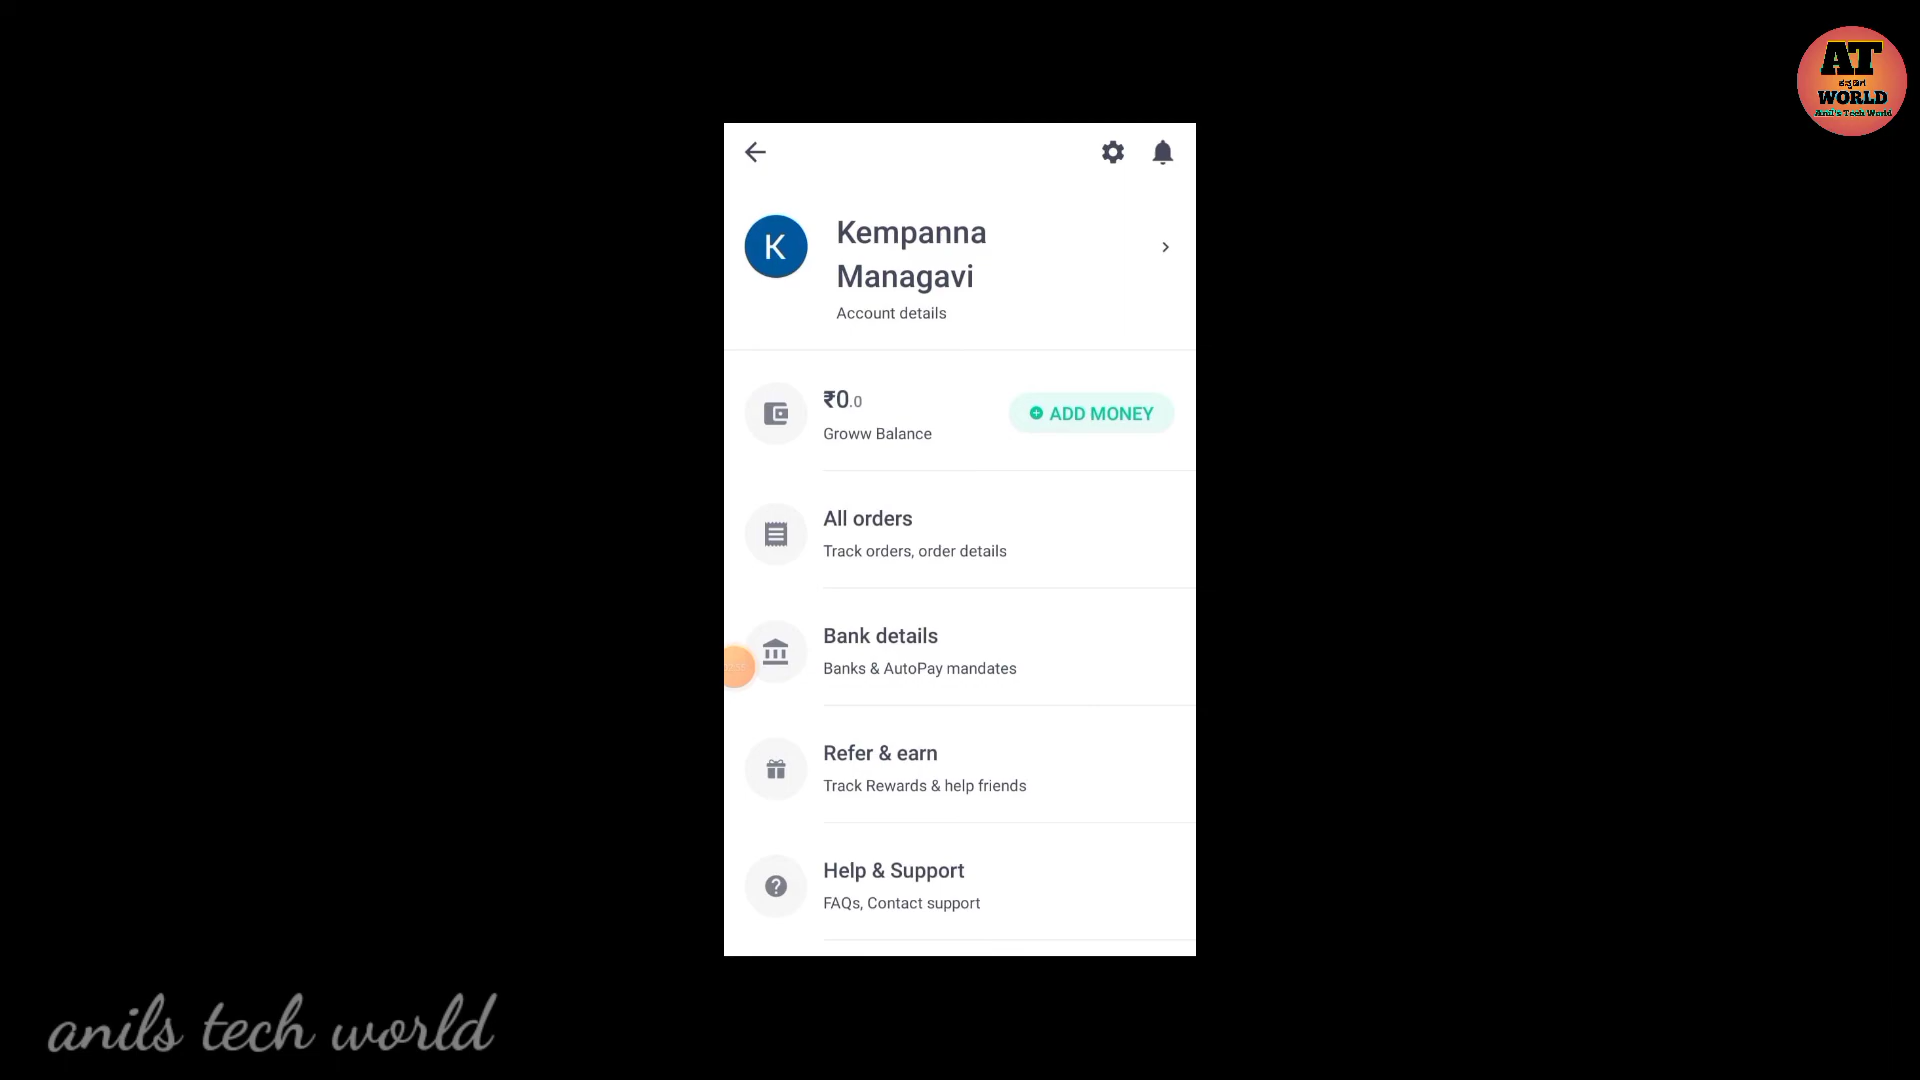 AT
ಕನ್ನಡಿಗ
WORLD
Anil's Tech World
K
Kempanna
Managavi
Account details
₹0.0
Groww Balance
ADD MONEY
All orders
Track orders, order details
Bank details
Banks & AutoPay mandates
Refer & earn
Track Rewards & help friends
Help & Support
FAQs, Contact support
anils tech world